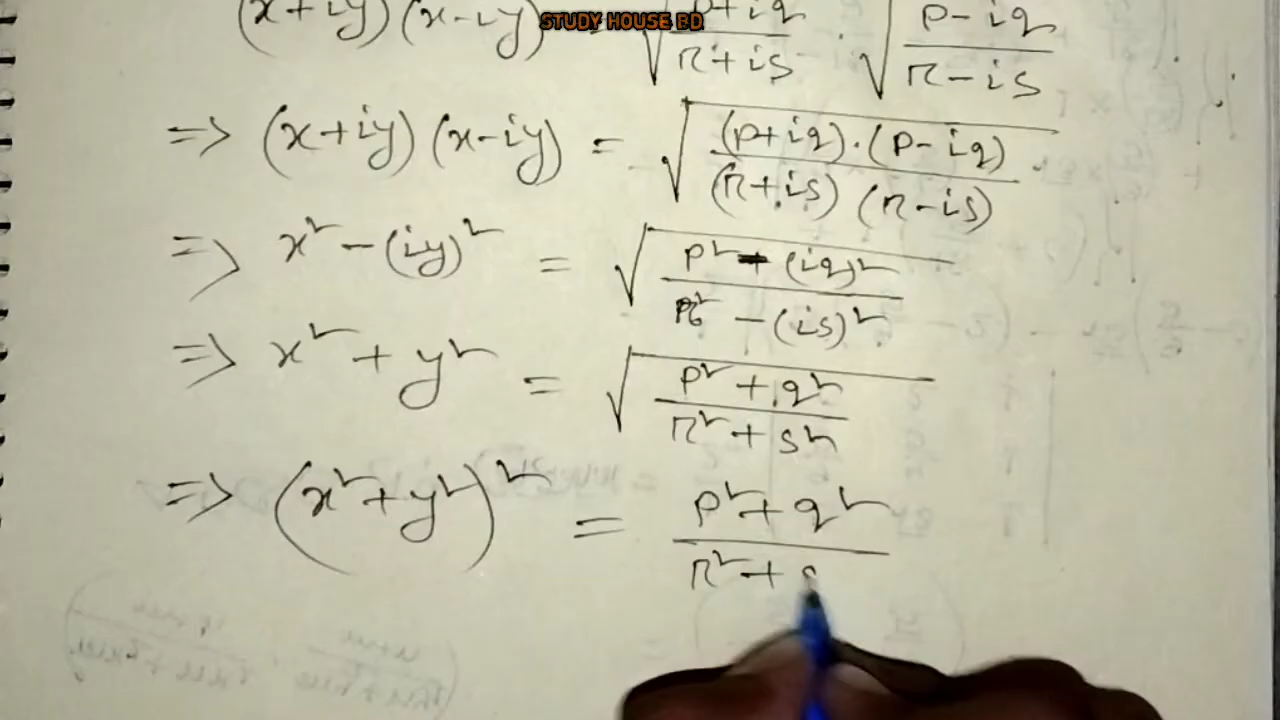 STUDY HOUSE BD
(x+iy)(x-iy) = √((p+iq)/(r+is)) · √((p-iq)/(r-is))
=> (x+iy)(x-iy) = √((p+iq)·(p-iq)/(r+is)(r-is))
=> x² - (iy)² = √((p² - (iq)²)/(r² - (is)²))
=> x² + y² = √((p² + q²)/(r² + s²))
=> (x²+y²)² = (p²+q²)/(r²+s